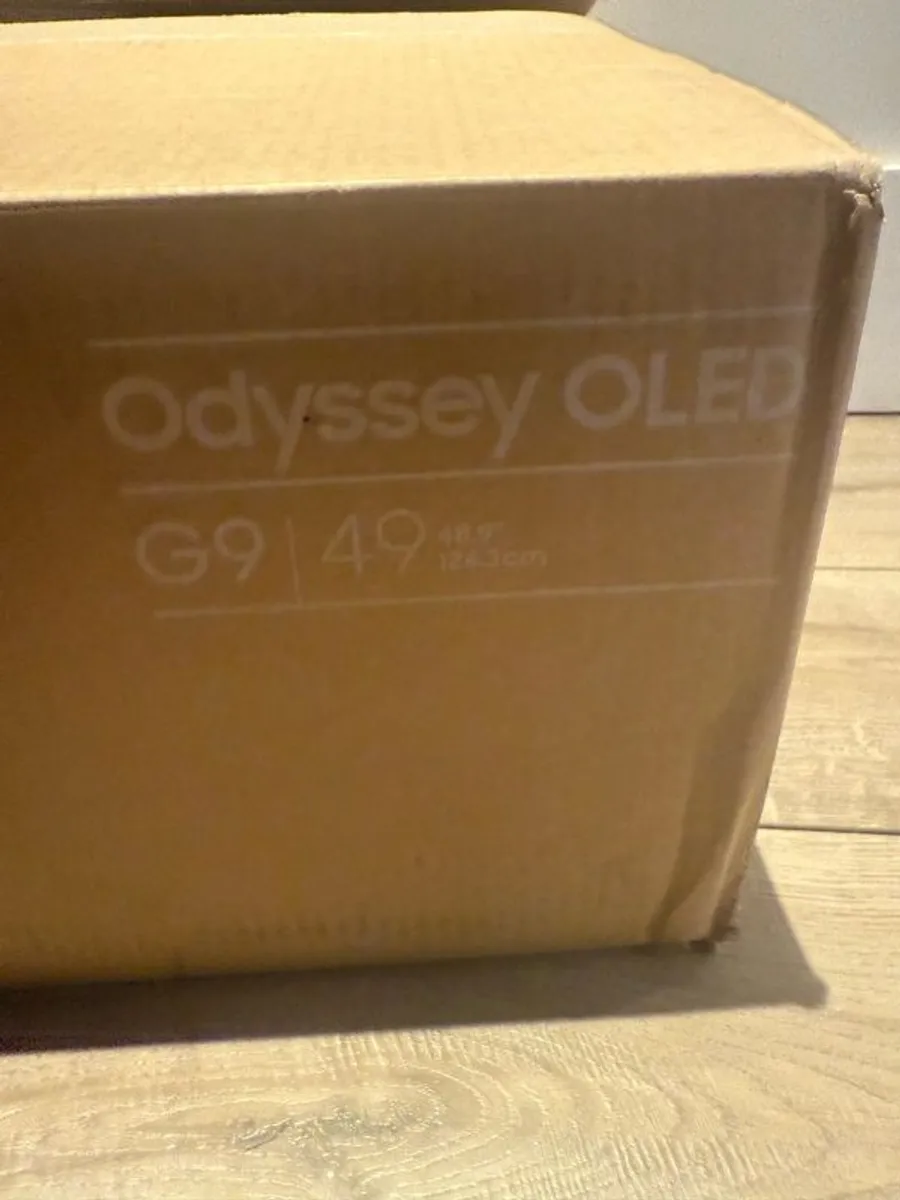 Odyssey OLED
G9 | 49 48.9"
124.3cm